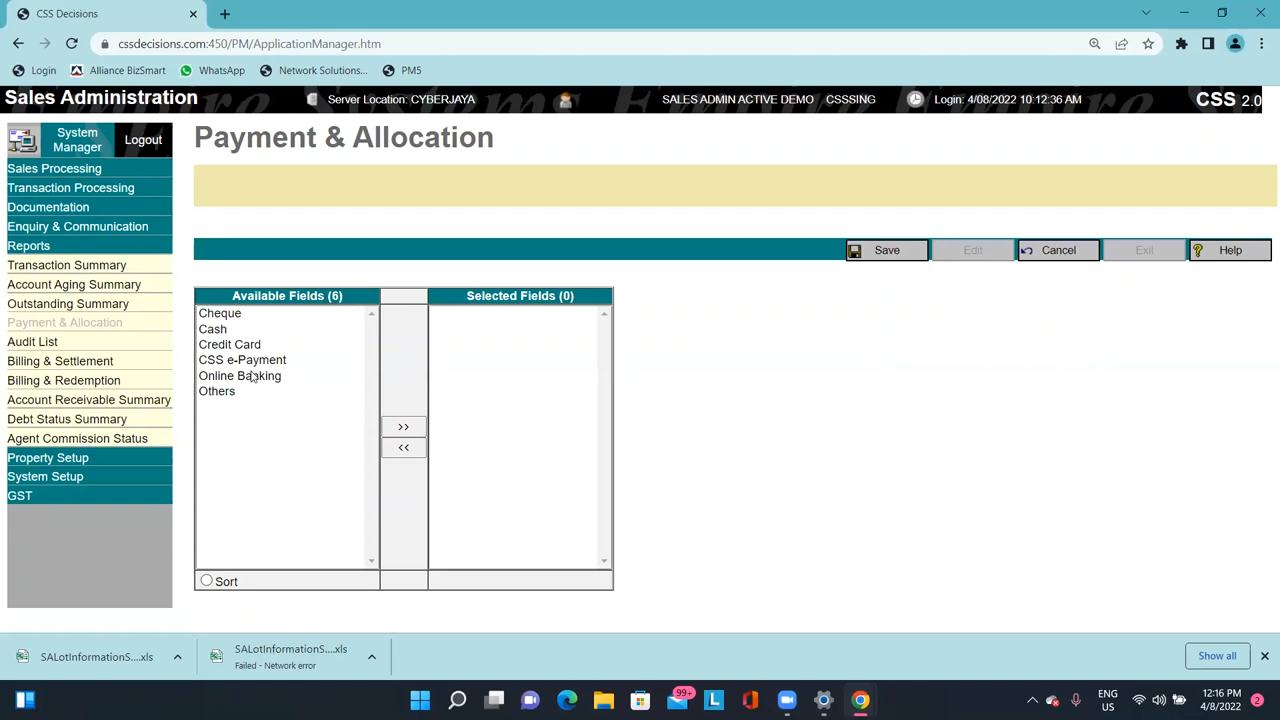 CSS Decisions
cssdecisions.com:450/PM/ApplicationManager.htm
Login
Alliance BizSmart
WhatsApp
Network Solutions...
PM5
Sales Administration
Server Location: CYBERJAYA
SALES ADMIN ACTIVE DEMO CSSSING
Login: 4/08/2022 10:12:36 AM
CSS 2.0
System
Manager
Logout
Payment & Allocation
Sales Processing
Transaction Processing
Documentation
Enquiry & Communication
Reports
Transaction Summary
Account Aging Summary
Outstanding Summary
Payment & Allocation
Audit List
Billing & Settlement
Billing & Redemption
Account Receivable Summary
Debt Status Summary
Agent Commission Status
Property Setup
System Setup
GST
Save
Edit
Cancel
Exit
Help
Available Fields (6)
Selected Fields (0)
Cheque
Cash
Credit Card
CSS e-Payment
Online Banking
Others
>>
<<
Sort
SALotInformationS....xls
SALotInformationS....xls
Failed - Network error
Show all
99+
ENG
US
12:16 PM
4/8/2022
2